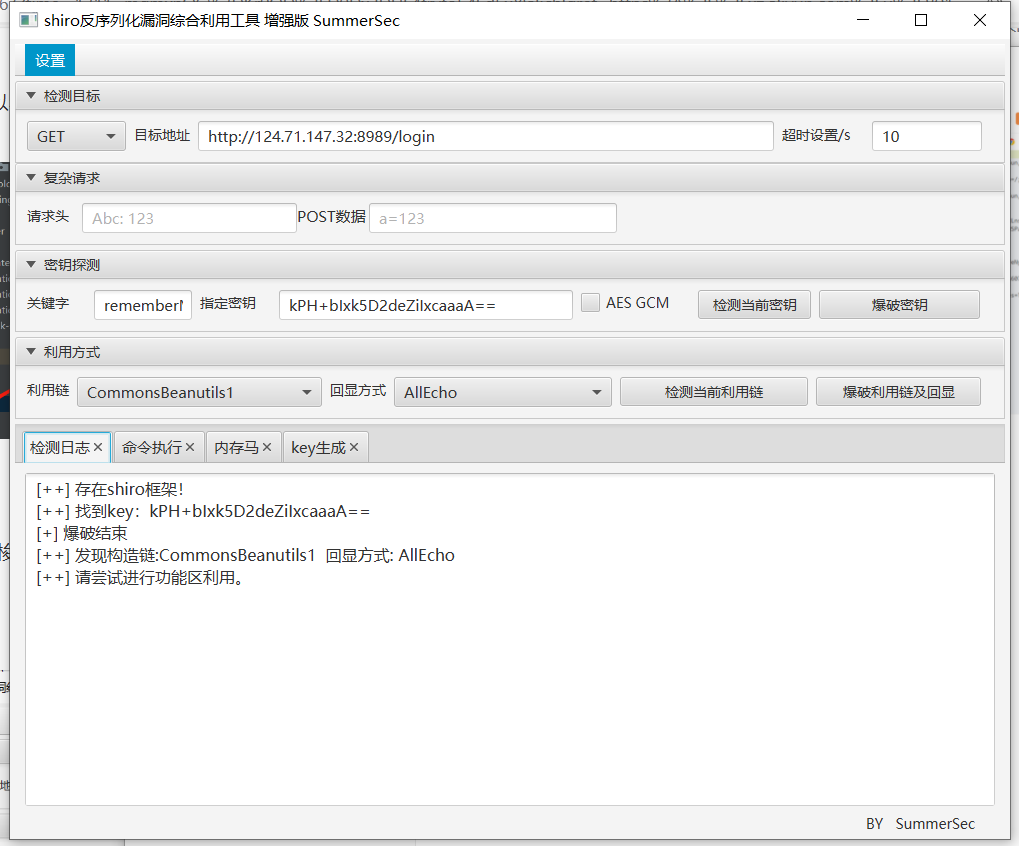 shiro反序列化漏洞综合利用工具 增强版 SummerSec
设置
检测目标
GET 目标地址 http://124.71.147.32:8989/login 超时设置/s 10
复杂请求
请求头 Abc: 123 POST数据 a=123
密钥探测
关键字 rememberM 指定密钥 kPH+bIxk5D2deZiIxcaaaA== AES GCM 检测当前密钥 爆破密钥
利用方式
利用链 CommonsBeanutils1 回显方式 AllEcho 检测当前利用链 爆破利用链及回显
检测日志 命令执行 内存马 key生成
[++] 存在shiro框架！
[++] 找到key：kPH+bIxk5D2deZiIxcaaaA==
[+] 爆破结束
[++] 发现构造链:CommonsBeanutils1 回显方式: AllEcho
[++] 请尝试进行功能区利用。
BY SummerSec